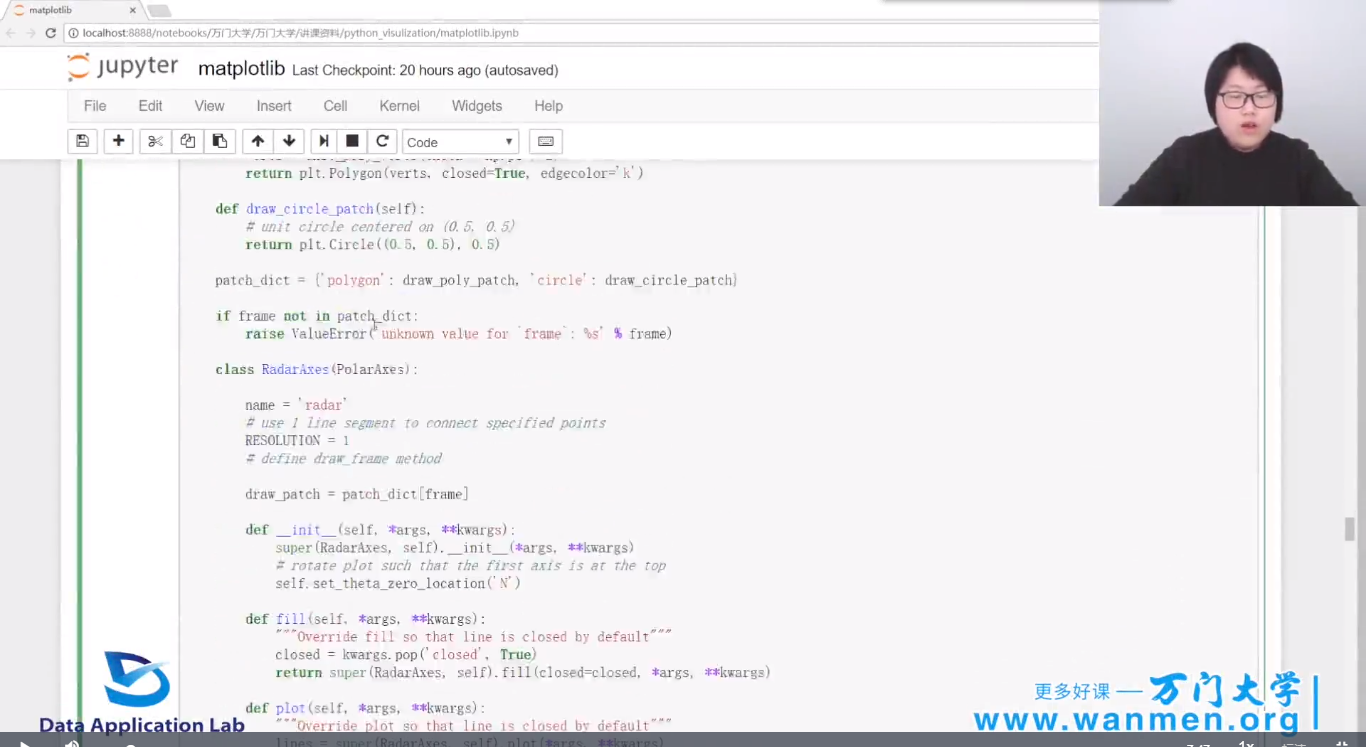 matplotlib
localhost:8888/notebooks/万门大学/万门大学/讲课资料/python_visulization/matplotlib.ipynb
jupyter matplotlib Last Checkpoint: 20 hours ago (autosaved)
File Edit View Insert Cell Kernel Widgets Help
Code
return plt.Polygon(verts, closed=True, edgecolor='k')
def draw_circle_patch(self):
# unit circle centered on (0.5, 0.5)
return plt.Circle((0.5, 0.5), 0.5)
patch_dict = {'polygon': draw_poly_patch, 'circle': draw_circle_patch}
if frame not in patch_dict:
raise ValueError('unknown value for `frame`: %s' % frame)
class RadarAxes(PolarAxes):
name = 'radar'
# use 1 line segment to connect specified points
RESOLUTION = 1
# define draw_frame method
draw_patch = patch_dict[frame]
def __init__(self, *args, **kwargs):
super(RadarAxes, self).__init__(*args, **kwargs)
# rotate plot such that the first axis is at the top
self.set_theta_zero_location('N')
def fill(self, *args, **kwargs):
"""Override fill so that line is closed by default"""
closed = kwargs.pop('closed', True)
return super(RadarAxes, self).fill(closed=closed, *args, **kwargs)
def plot(self, *args, **kwargs):
"""Override plot so that line is closed by default"""
lines = super(RadarAxes, self).plot(*args, **kwargs)
Data Application Lab
更多好课 — 万门大学
www.wanmen.org